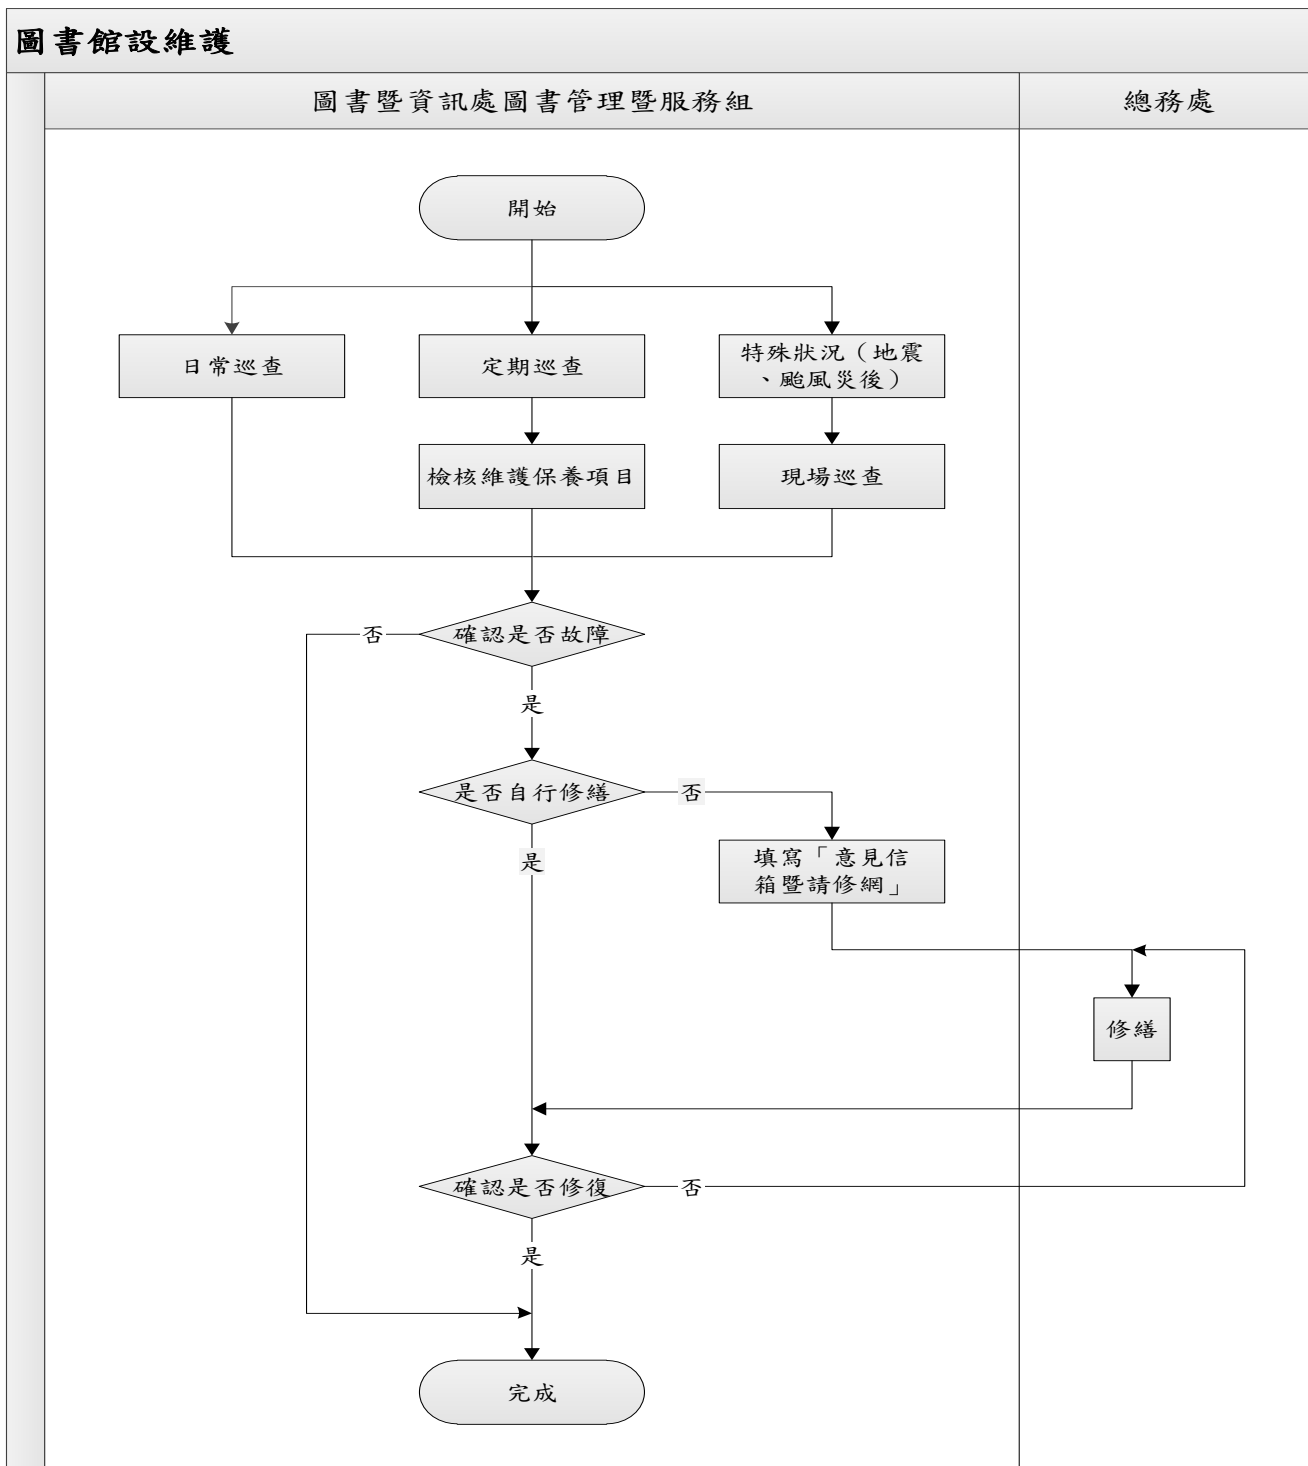 圖書館設維護
圖書暨資訊處圖書管理暨服務組
總務處
開始
日常巡查
定期巡查
特殊狀況（地震
、颱風災後）
檢核維護保養項目
現場巡查
確認是否故障
否
是
是否自行修繕
否
是
填寫「意見信
箱暨請修網」
修繕
確認是否修復
否
是
完成